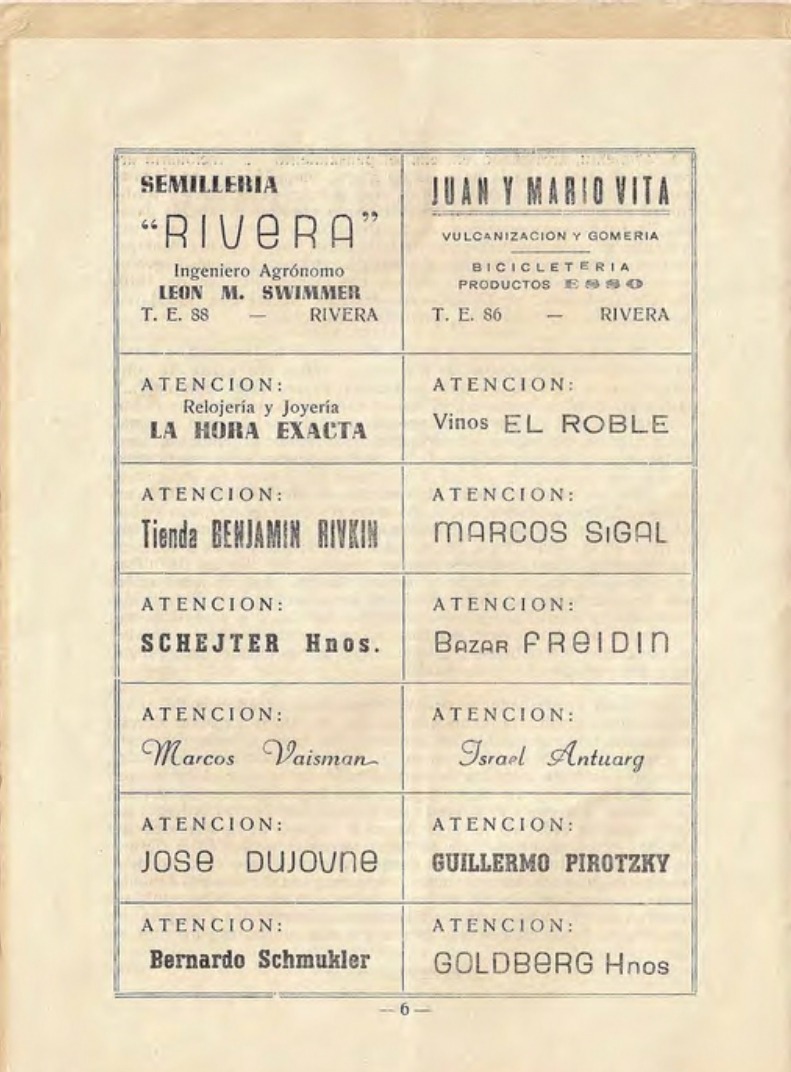 SEMILLERIA
"RIVERA"
Ingeniero Agrónomo
LEON M. SWIMMER
T. E. 88 — RIVERA
JUAN Y MARIO VITA
VULCANIZACION Y GOMERIA
BICICLETERIA
PRODUCTOS ESSO
T. E. 86 — RIVERA
ATENCION:
Relojería y Joyería
LA HORA EXACTA
ATENCION:
Vinos EL ROBLE
ATENCION:
Tienda BENJAMIN RIVKIN
ATENCION:
MARCOS SIGAL
ATENCION:
SCHEJTER Hnos.
ATENCION:
BAZAR FREIDIN
ATENCION:
Marcos Vaisman
ATENCION:
Israel Antuarg
ATENCION:
JOSE DUJOVNE
ATENCION:
GUILLERMO PIROTZKY
ATENCION:
Bernardo Schmukler
ATENCION:
GOLDBERG Hnos
— 6 —